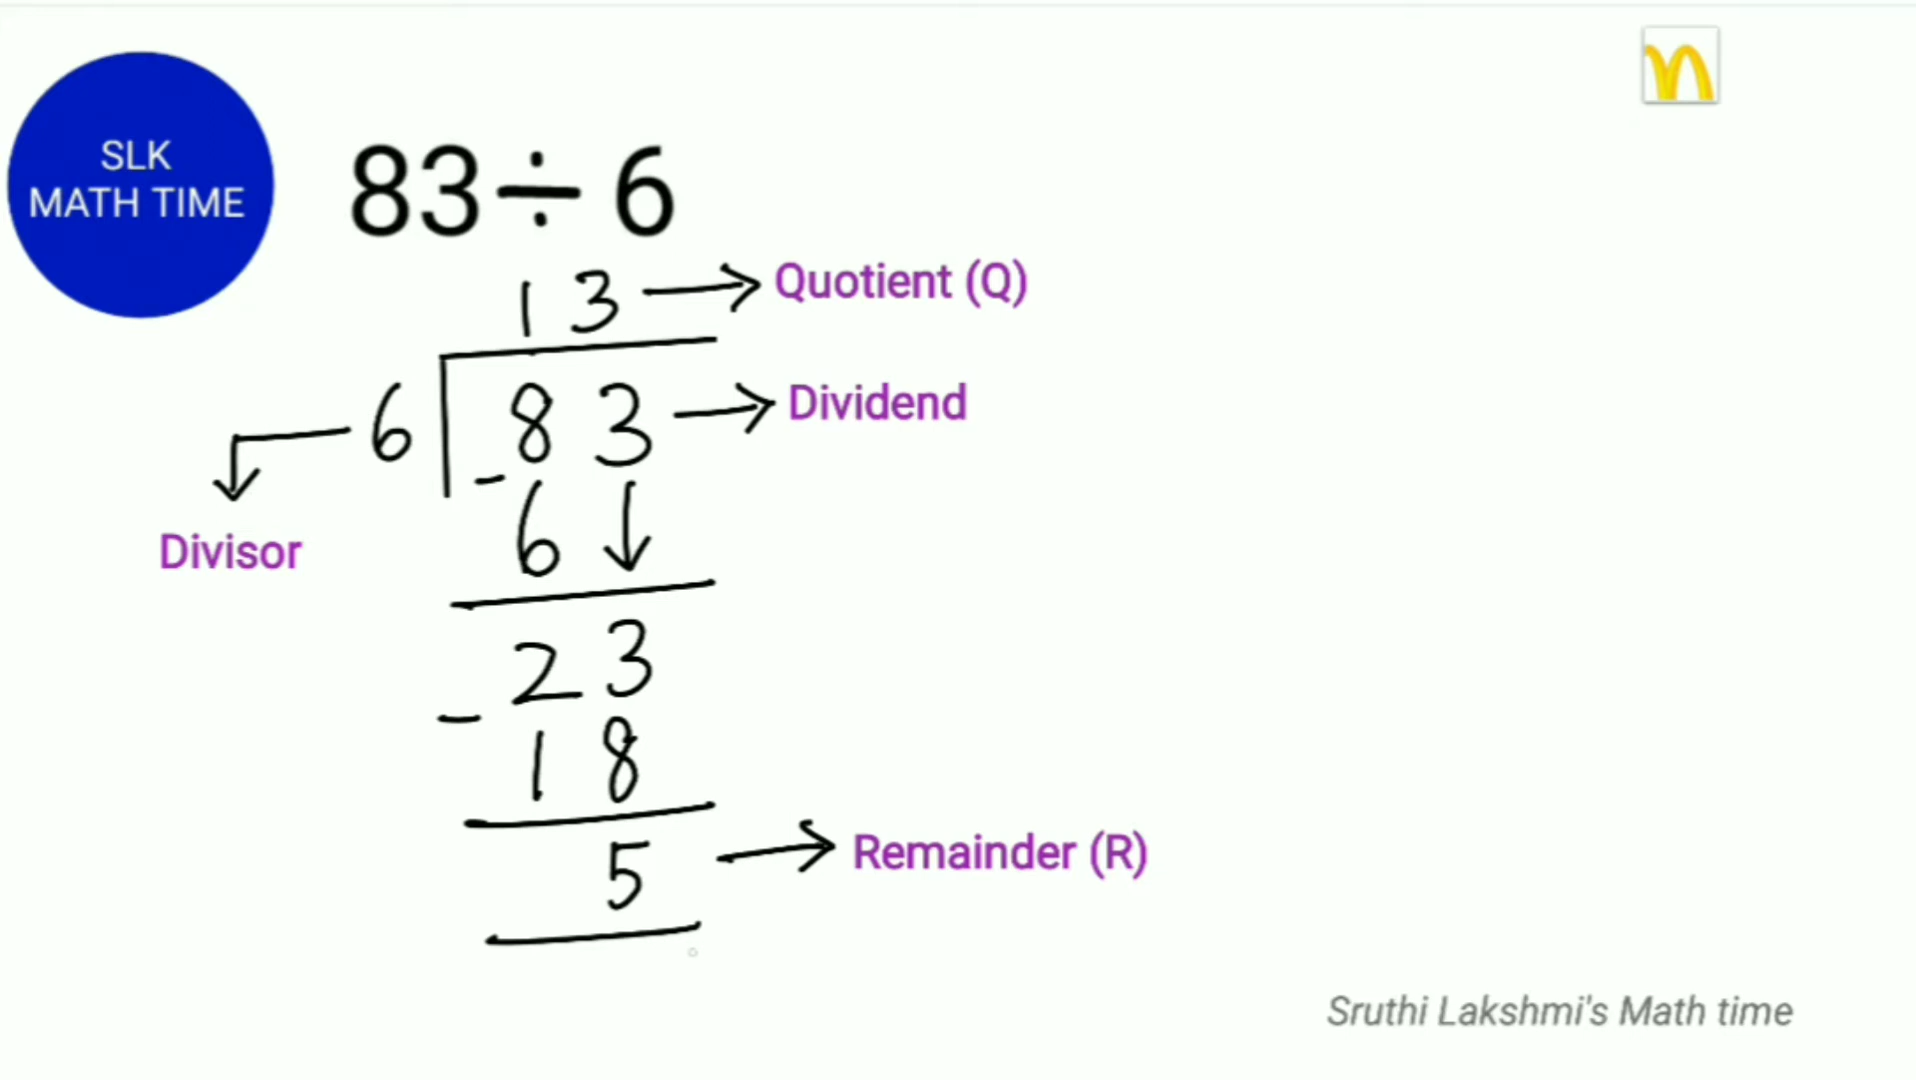 SLK
MATH TIME
83÷6
13 → Quotient (Q)
6 83 → Dividend
-
6
Divisor
23
-
18
5 → Remainder (R)
Sruthi Lakshmi's Math time